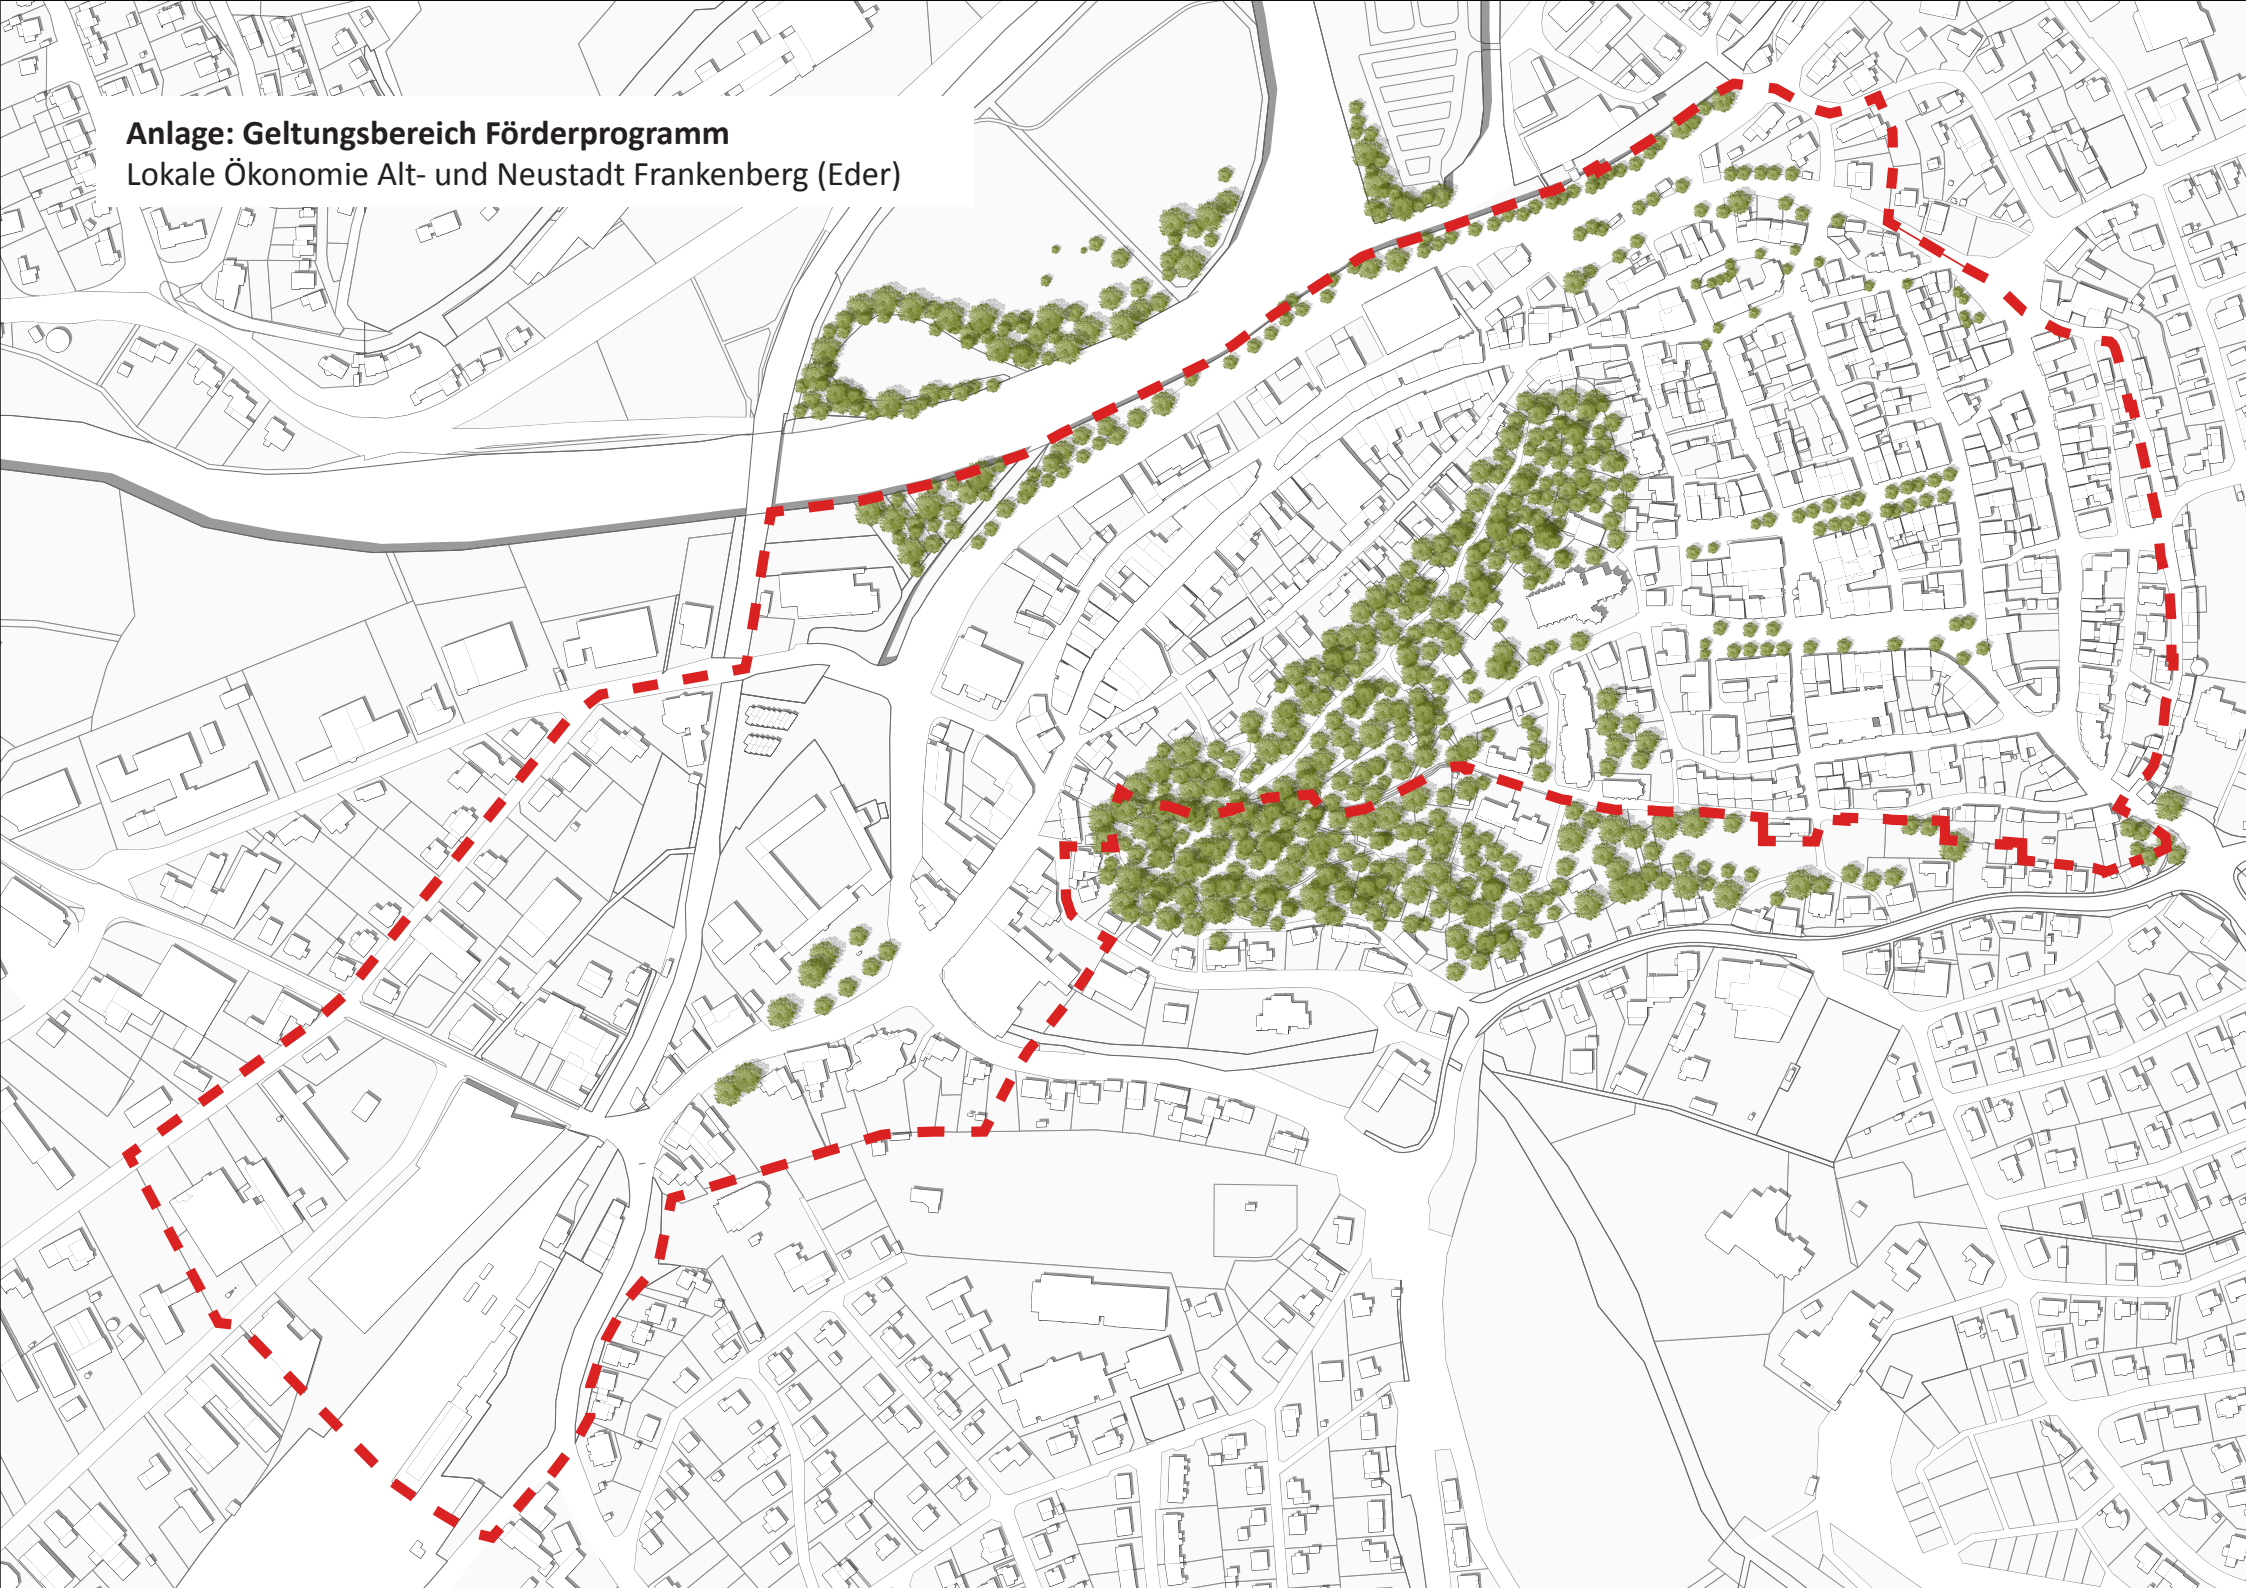 Anlage: Geltungsbereich Förderprogramm
Lokale Ökonomie Alt- und Neustadt Frankenberg (Eder)